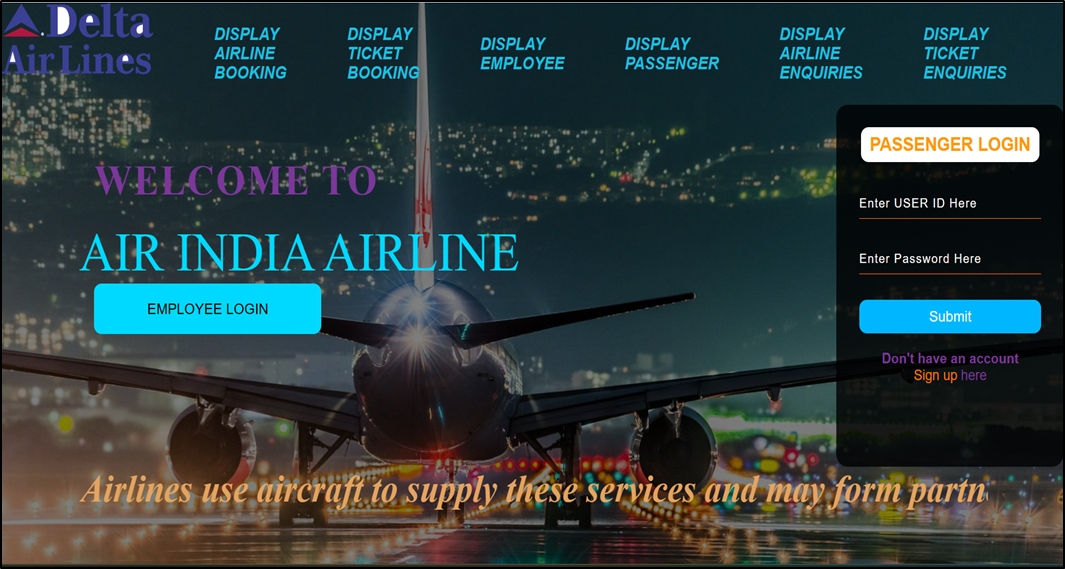 Delta
Air Lines
DISPLAY
AIRLINE
BOOKING
DISPLAY
TICKET
BOOKING
DISPLAY
EMPLOYEE
DISPLAY
PASSENGER
DISPLAY
AIRLINE
ENQUIRIES
DISPLAY
TICKET
ENQUIRIES
WELCOME TO
AIR INDIA AIRLINE
EMPLOYEE LOGIN
PASSENGER LOGIN
Enter USER ID Here
Enter Password Here
Submit
Don't have an account
Sign up here
Airlines use aircraft to supply these services and may form partn